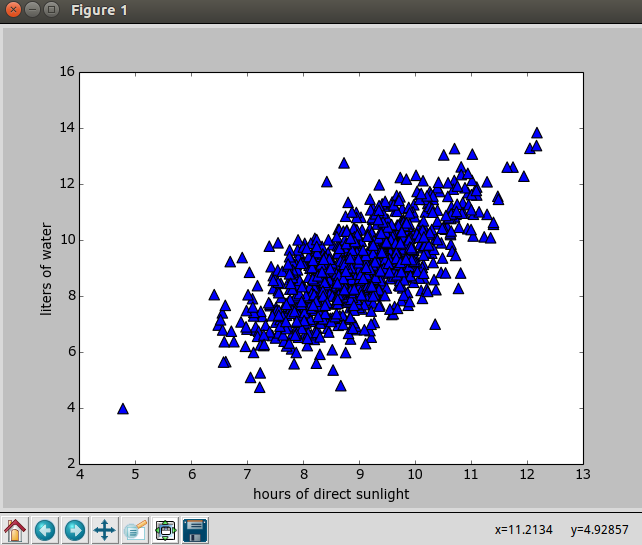 Figure 1
16
14
12
10
8
6
4
2
liters of water
4 5 6 7 8 9 10 11 12 13
hours of direct sunlight
x=11.2134 y=4.92857